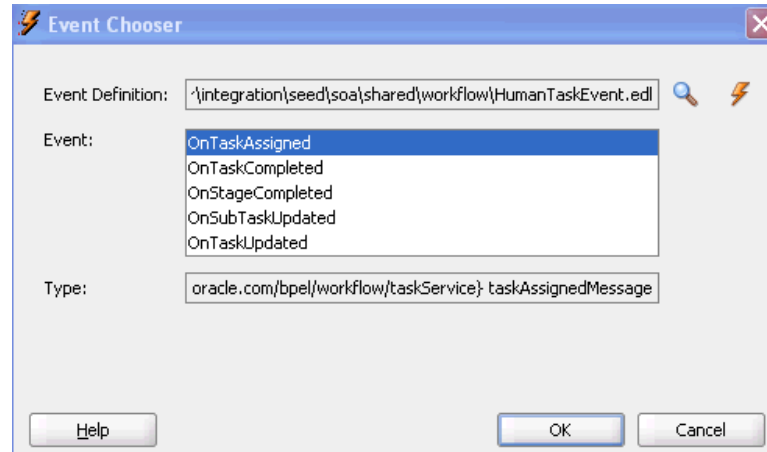 Event Chooser
Event Definition: \integration\seed\soa\shared\workflow\HumanTaskEvent.edl
Event:
OnTaskAssigned
OnTaskCompleted
OnStageCompleted
OnSubTaskUpdated
OnTaskUpdated
Type: oracle.com/bpel/workflow/taskService} taskAssignedMessage
Help OK Cancel